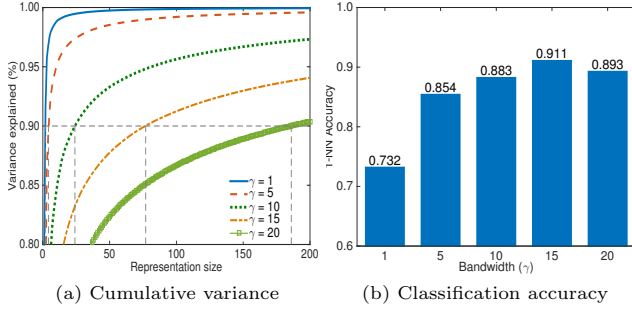 1.00
0.95
0.90
0.85
0.80
Variance explained (%)
γ = 1
γ = 5
γ = 10
γ = 15
γ = 20
0 50 100 150 200
Representation size
(a) Cumulative variance
1
0.9
0.8
0.7
0.6
1-NN Accuracy
0.732
0.854
0.883
0.911
0.893
1 5 10 15 20
Bandwidth (γ)
(b) Classification accuracy